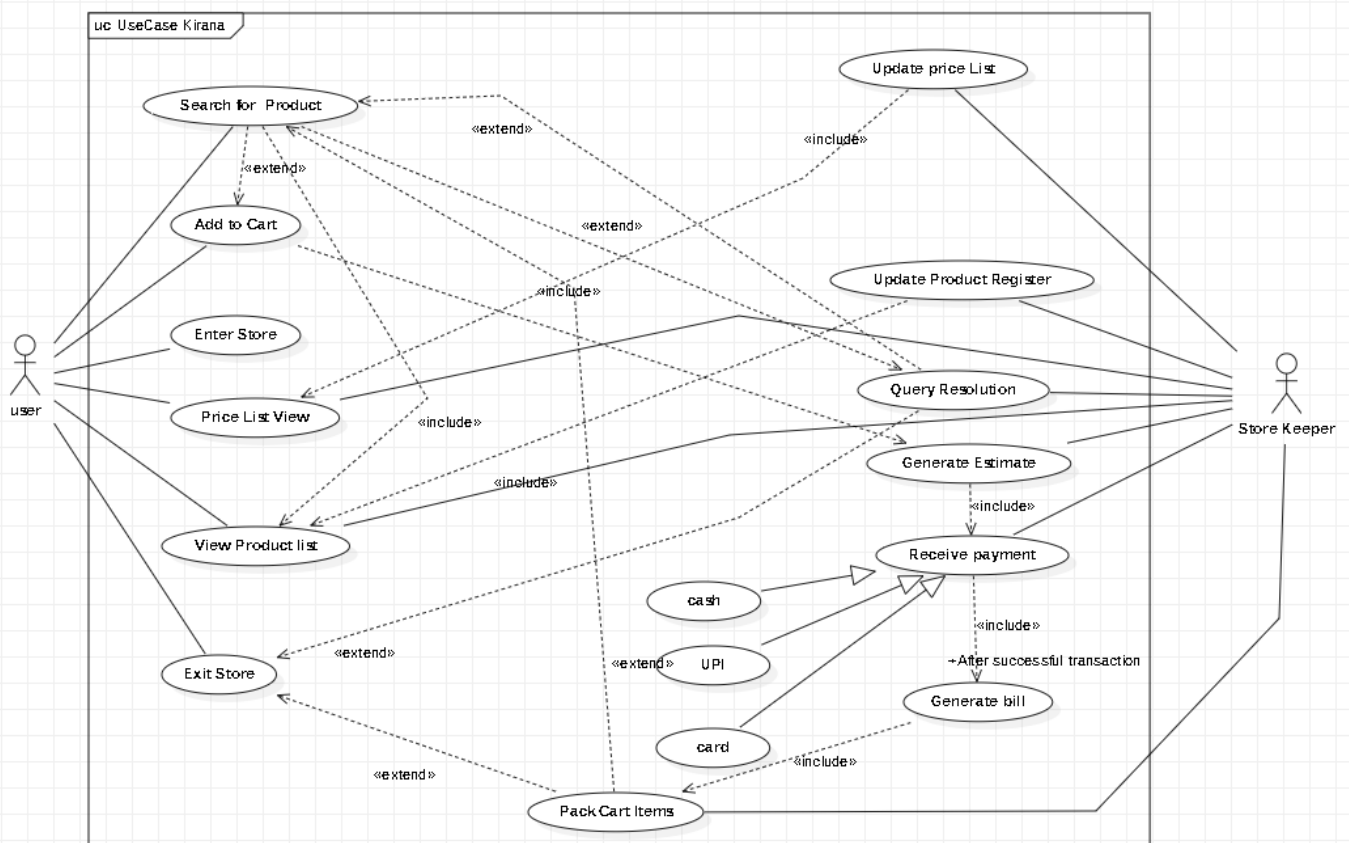 uc UseCase Kirana
Update price List
Search for Product
«extend»
«include»
«extend»
Add to Cart
«extend»
Update Product Register
«include»
Enter Store
user
Price List View
Query Resolution
Store Keeper
«include»
Generate Estimate
«include»
«include»
View Product list
Receive payment
cash
«include»
«extend»
«extend»
UPI
+After successful transaction
Exit Store
Generate bill
card
«include»
«extend»
Pack Cart Items